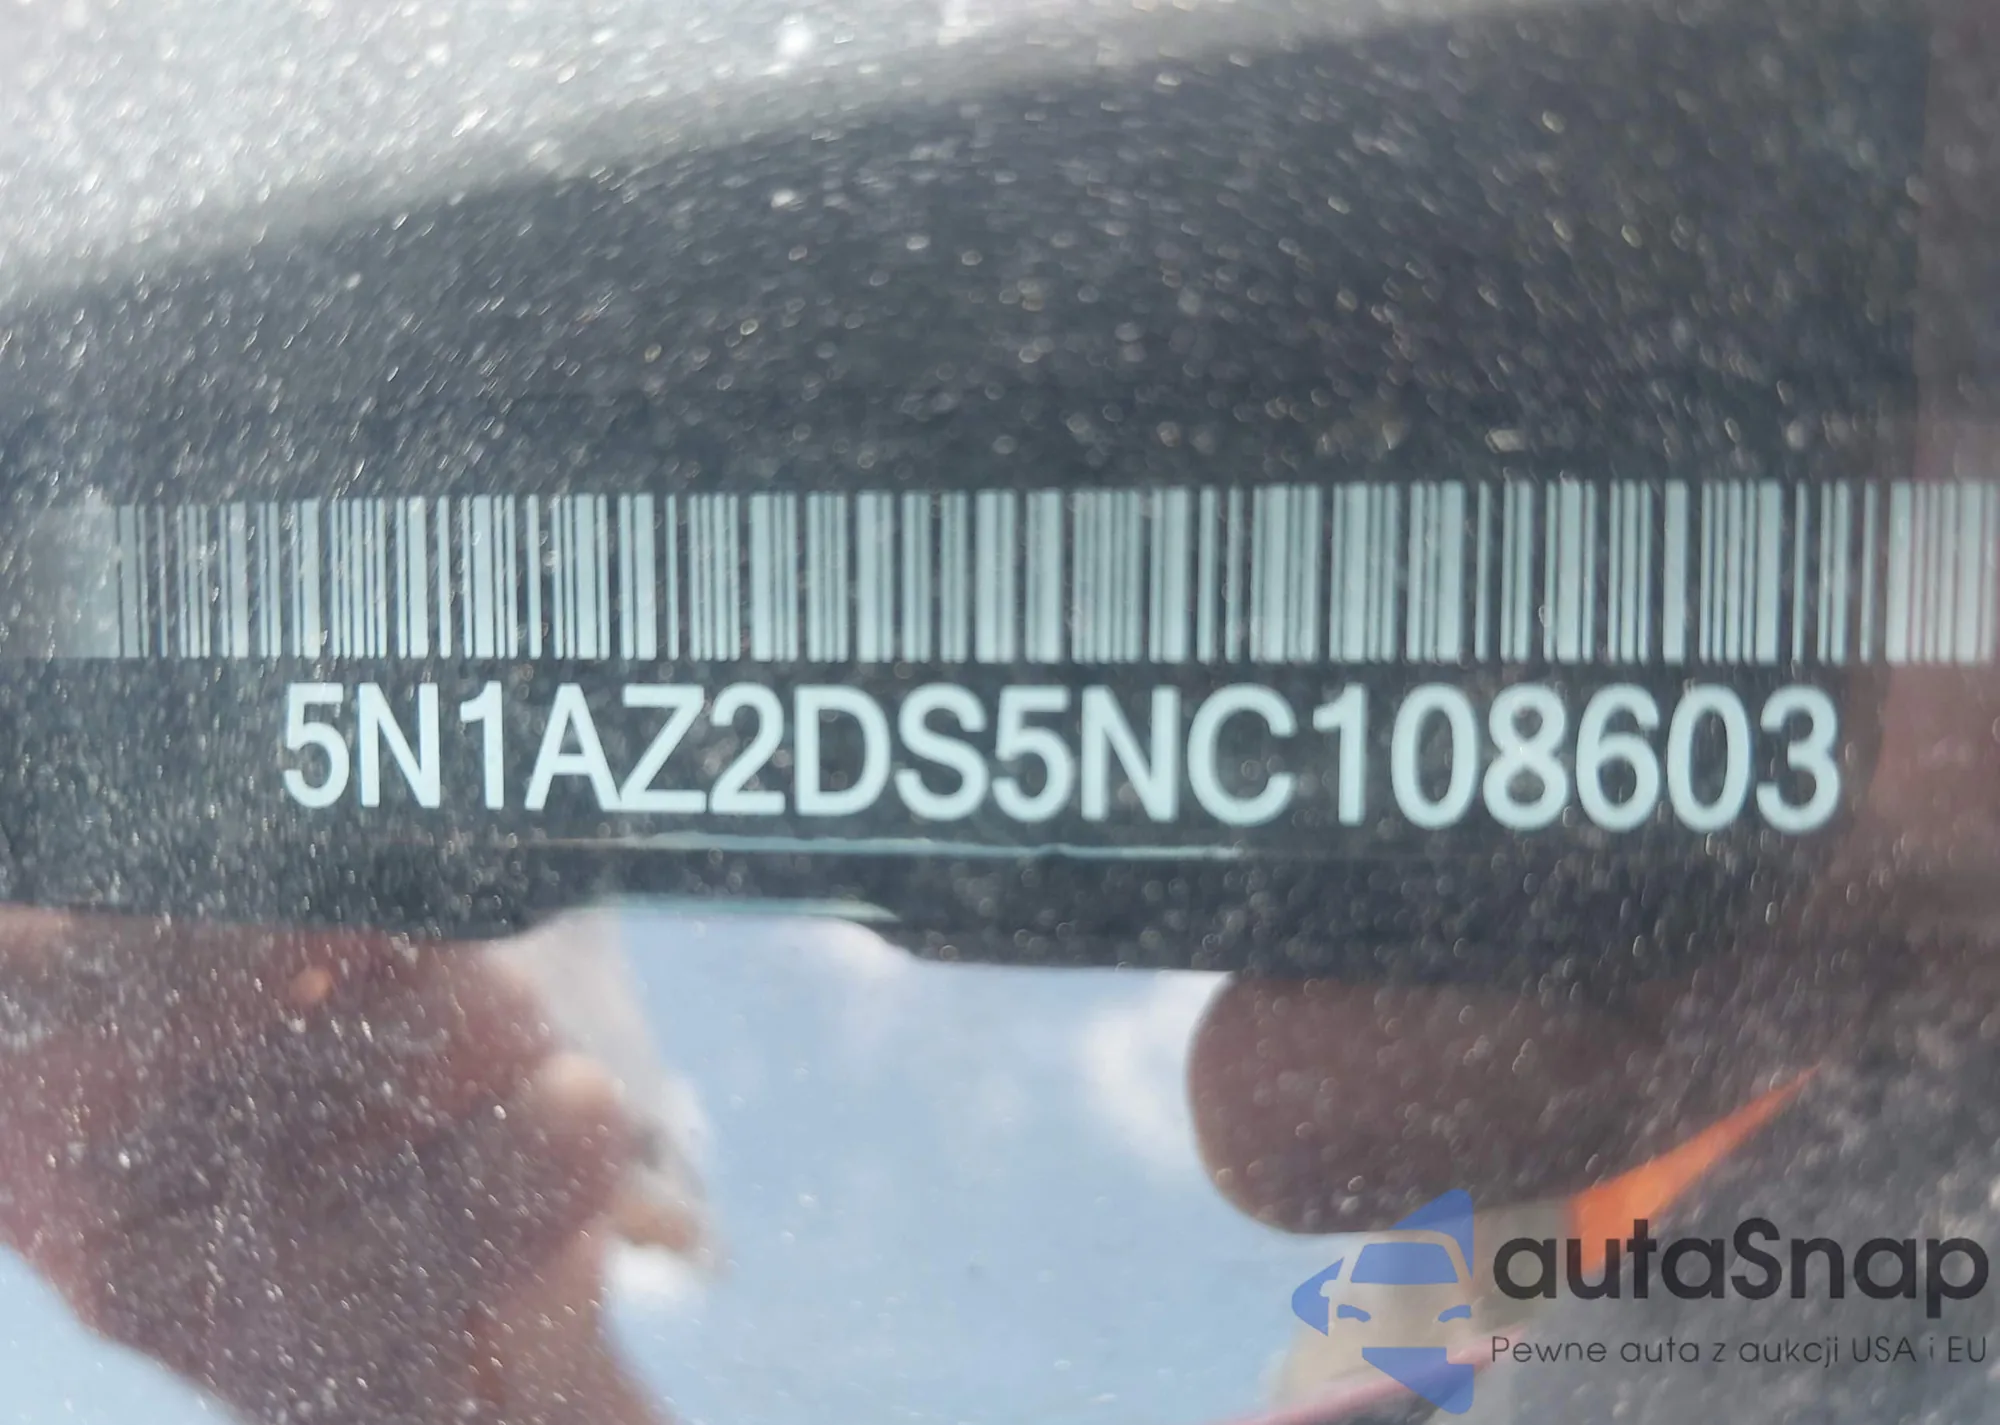 5N1AZ2DS5NC108603
autaSnap
Pewne auta z aukcji USA i EU